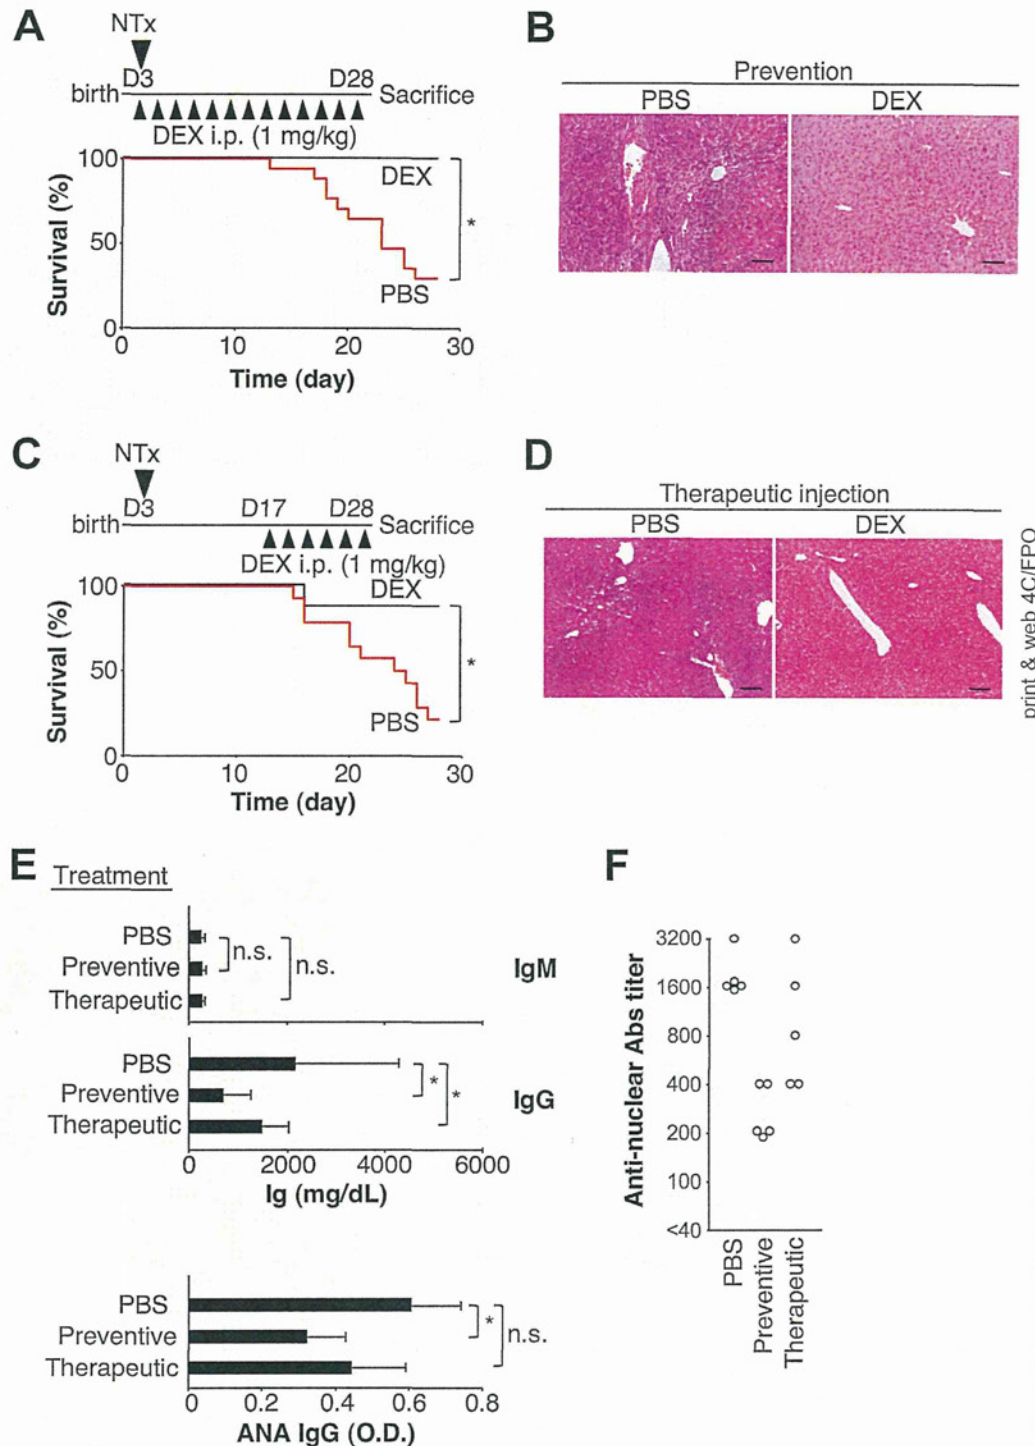 A
NTx
D3 D28
birth Sacrifice
DEX i.p. (1 mg/kg)
100
50
0
Survival (%)
DEX
PBS
*
0 10 20 30
Time (day)
B
Prevention
PBS DEX
C
NTx
D3 D17 D28
birth Sacrifice
DEX i.p. (1 mg/kg)
100
50
0
Survival (%)
DEX
PBS
*
0 10 20 30
Time (day)
D
Therapeutic injection
PBS DEX
print & web 4C/FPO
E
Treatment
PBS
Preventive
Therapeutic
n.s.
n.s.
IgM
PBS
Preventive
Therapeutic
*
*
IgG
0 2000 4000 6000
Ig (mg/dL)
PBS
Preventive
Therapeutic
*
n.s.
0 0.2 0.4 0.6 0.8
ANA IgG (O.D.)
F
Anti-nuclear Abs titer
3200
1600
800
400
200
100
<40
PBS
Preventive
Therapeutic